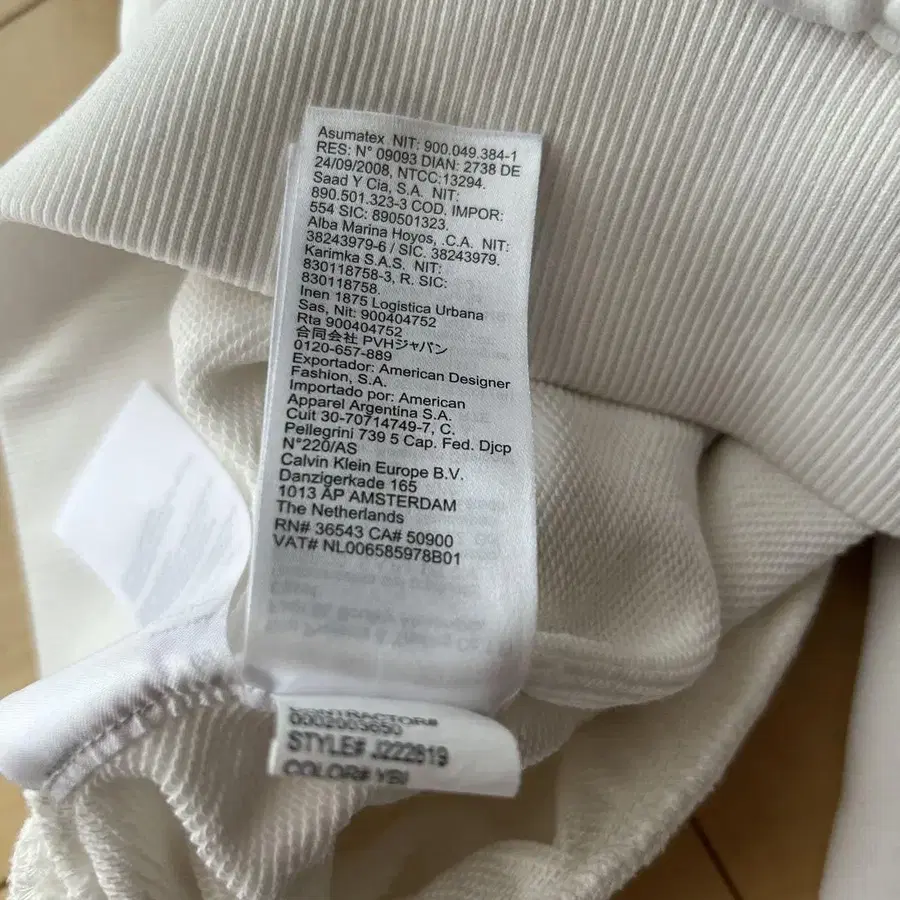 Asumatex NIT: 900.049.384-1
RES: N° 09093 DIAN: 2738 DE
24/09/2008, NTCC:13294.
Saad Y Cia, S.A. NIT:
890.501.323-3 COD. IMPOR:
554 SIC: 890501323.
Alba Marina Hoyos, .C.A. NIT:
38243979-6 / SIC. 38243979.
Karimka S.A.S. NIT:
830118758-3, R. SIC:
830118758.
Inen 1875 Logistica Urbana
Sas, Nit: 900404752
Rta 900404752
合同会社 PVHジャパン
0120-657-889
Exportador: American Designer
Fashion, S.A.
Importado por: American
Apparel Argentina S.A.
Cuit 30-70714749-7, C.
Pellegrini 739 5 Cap. Fed. Djcp
N°220/AS
Calvin Klein Europe B.V.
Danzigerkade 165
1013 AP AMSTERDAM
The Netherlands
RN# 36543 CA# 50900
VAT# NL006585978B01
CONTRACTOR#
0002003650
STYLE# J222619
COLOR# YBI